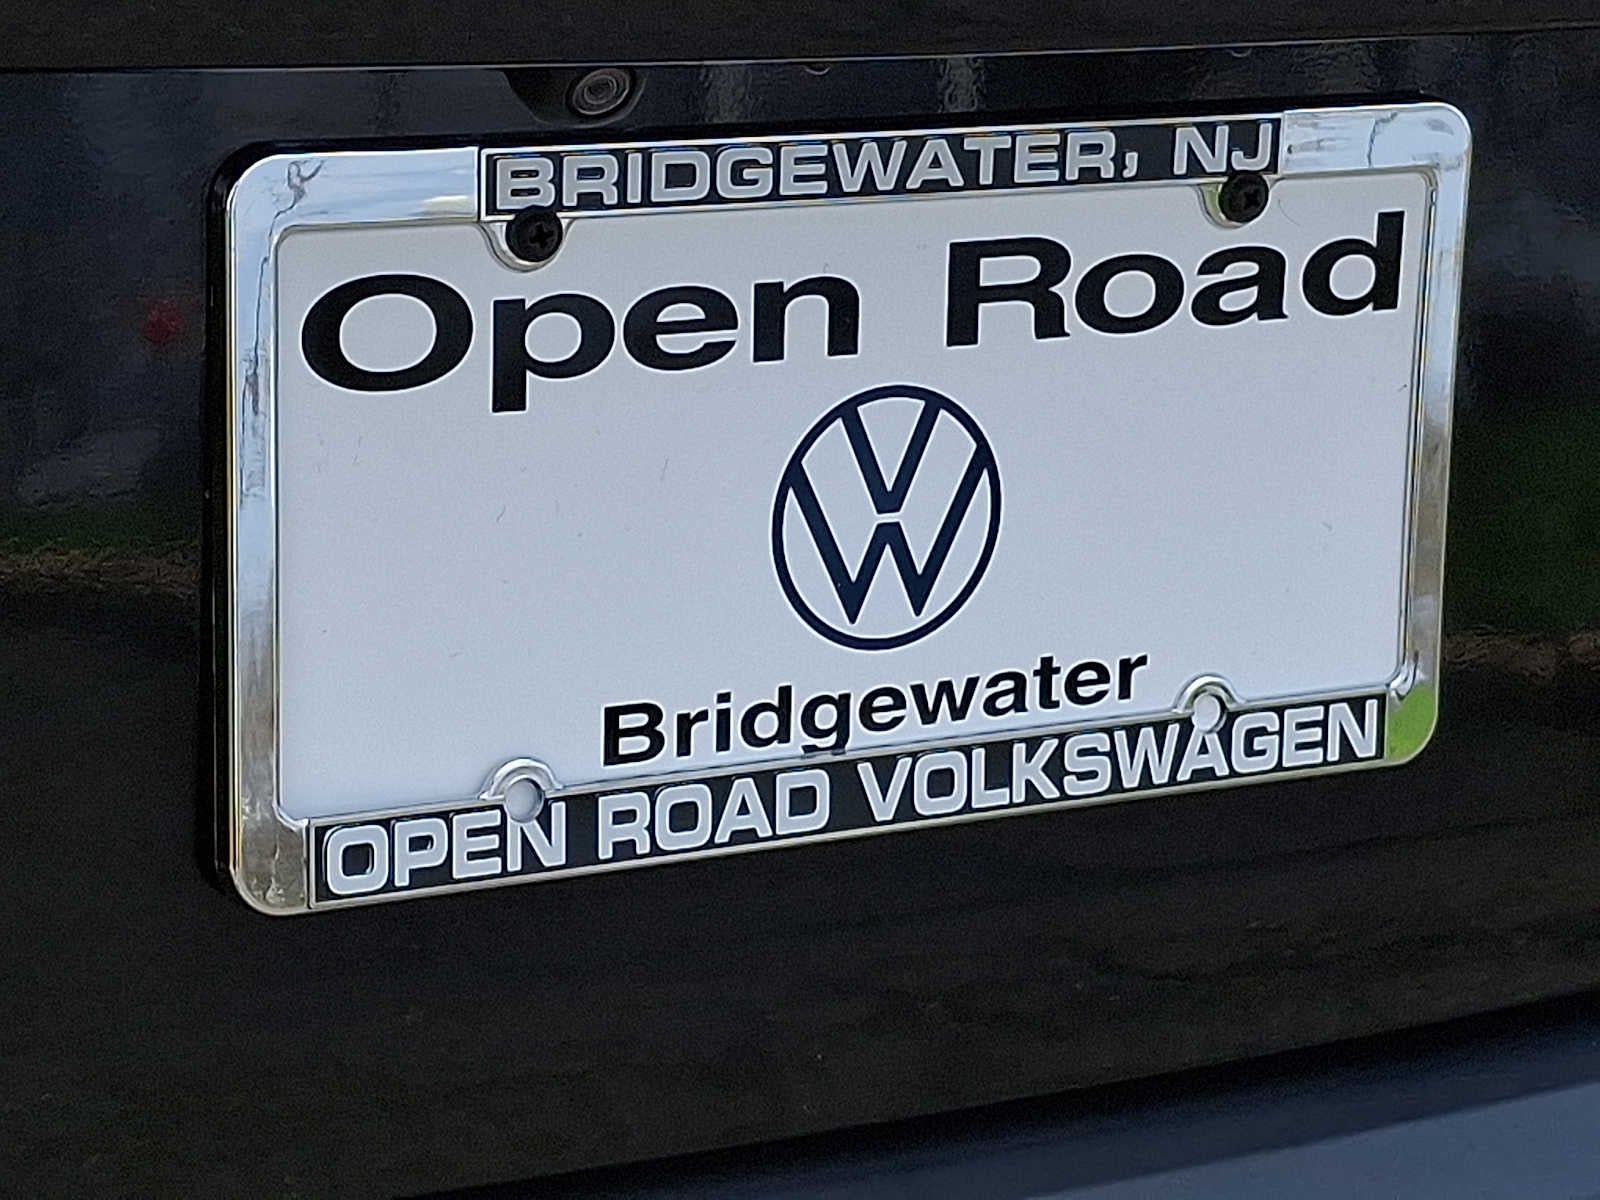 BRIDGEWATER, NJ
Open Road
Bridgewater
OPEN ROAD VOLKSWAGEN